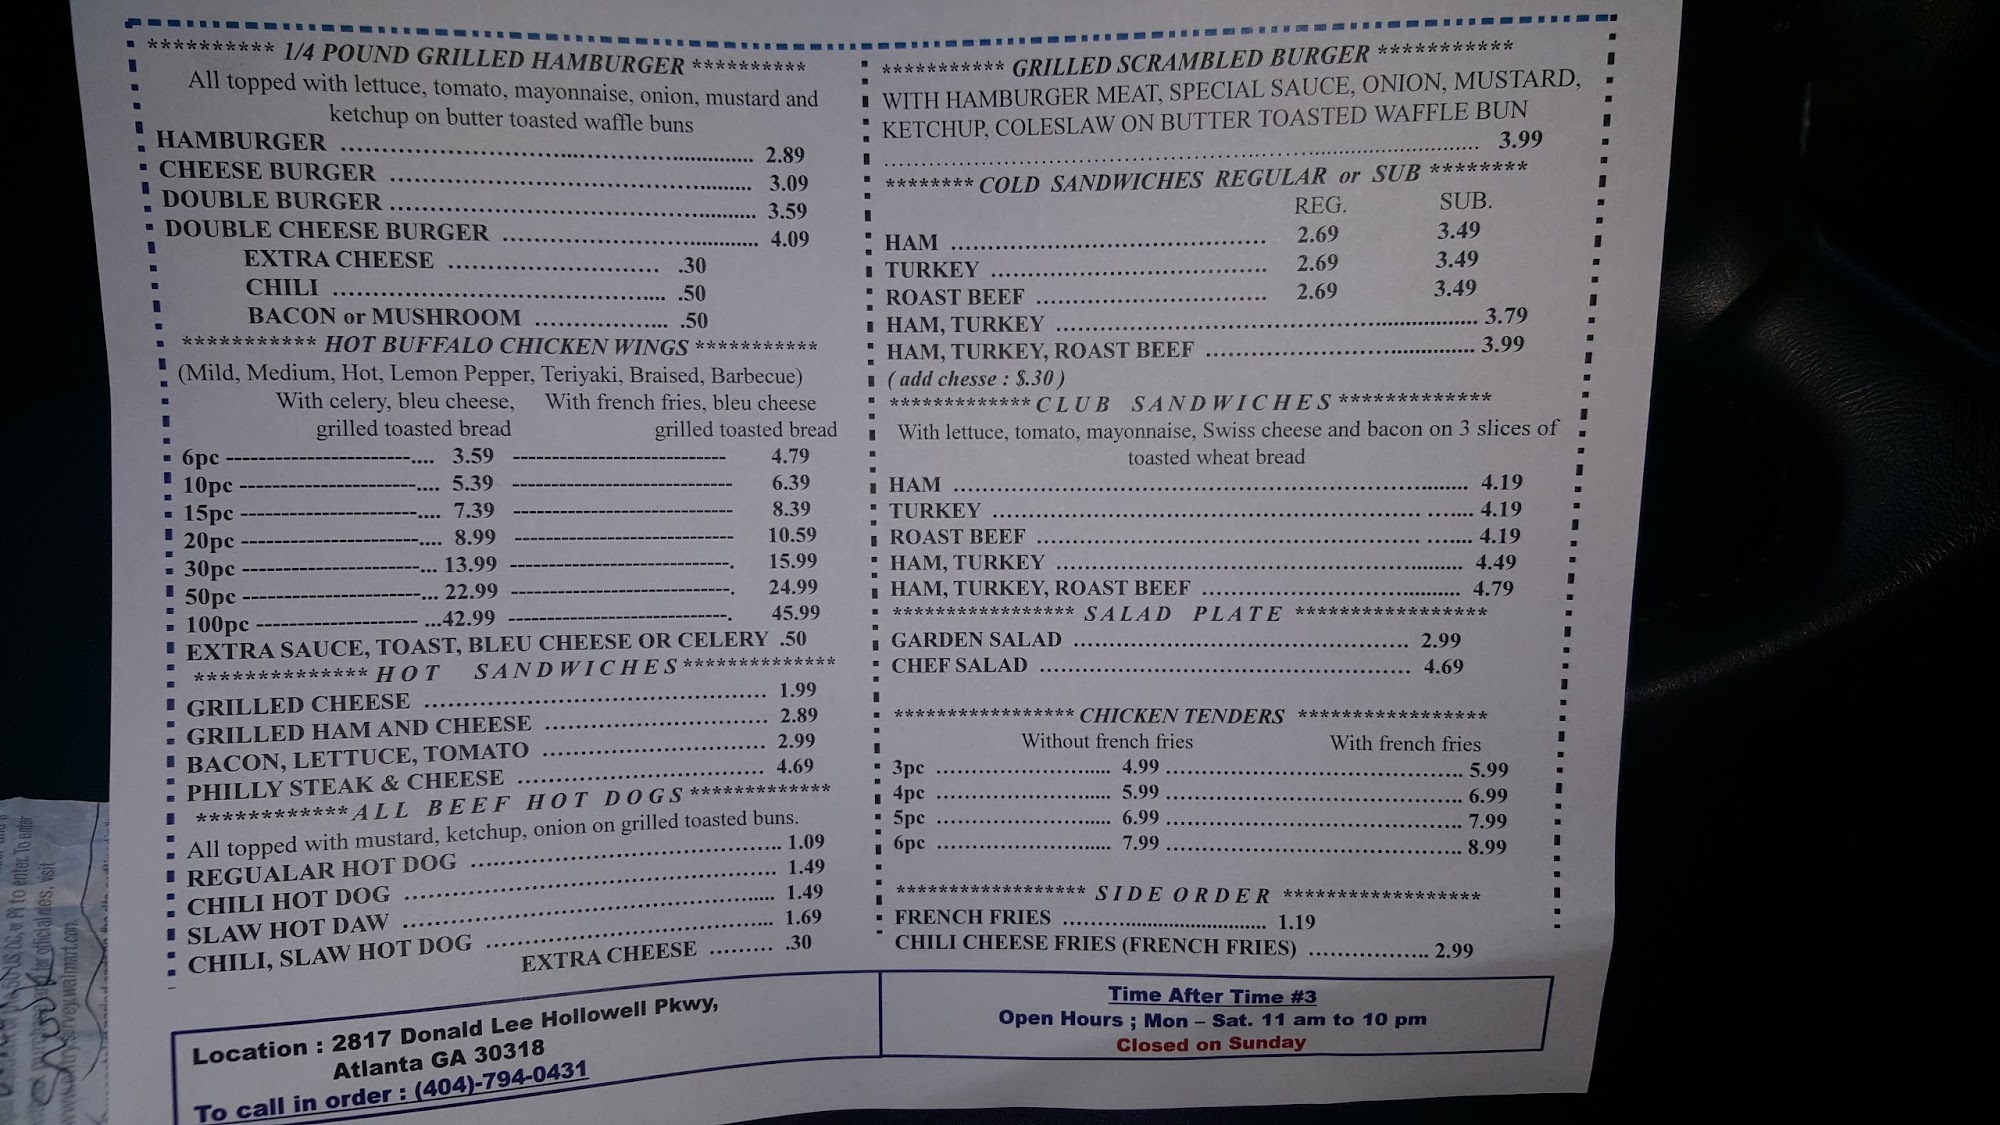 ********** 1/4 POUND GRILLED HAMBURGER **********
All topped with lettuce, tomato, mayonnaise, onion, mustard and
ketchup on butter toasted waffle buns
HAMBURGER .......... 2.89
CHEESE BURGER .......... 3.09
DOUBLE BURGER .......... 3.59
DOUBLE CHEESE BURGER .......... 4.09
EXTRA CHEESE .......... .30
CHILI .......... .50
BACON or MUSHROOM .......... .50
*********** HOT BUFFALO CHICKEN WINGS ***********
(Mild, Medium, Hot, Lemon Pepper, Teriyaki, Braised, Barbecue)
With celery, bleu cheese, With french fries, bleu cheese
grilled toasted bread grilled toasted bread
6pc ---------- 3.59 ---------- 4.79
10pc ---------- 5.39 ---------- 6.39
15pc ---------- 7.39 ---------- 8.39
20pc ---------- 8.99 ---------- 10.59
30pc ---------- 13.99 ---------- 15.99
50pc ---------- 22.99 ---------- 24.99
100pc ---------- 42.99 ---------- 45.99
EXTRA SAUCE, TOAST, BLEU CHEESE OR CELERY .50
************** HOT SANDWICHES **************
GRILLED CHEESE .......... 1.99
GRILLED HAM AND CHEESE .......... 2.89
BACON, LETTUCE, TOMATO .......... 2.99
PHILLY STEAK & CHEESE .......... 4.69
************ ALL BEEF HOT DOGS *************
All topped with mustard, ketchup, onion on grilled toasted buns.
REGUALAR HOT DOG .......... 1.09
CHILI HOT DOG .......... 1.49
SLAW HOT DAW .......... 1.49
CHILI, SLAW HOT DOG .......... 1.69
EXTRA CHEESE ......... .30
*********** GRILLED SCRAMBLED BURGER ***********
WITH HAMBURGER MEAT, SPECIAL SAUCE, ONION, MUSTARD,
KETCHUP, COLESLAW ON BUTTER TOASTED WAFFLE BUN
.......... 3.99
******** COLD SANDWICHES REGULAR or SUB ********
REG. SUB.
HAM .......... 2.69 3.49
TURKEY .......... 2.69 3.49
ROAST BEEF .......... 2.69 3.49
HAM, TURKEY .......... 3.79
HAM, TURKEY, ROAST BEEF .......... 3.99
( add chesse : $.30 )
************* CLUB SANDWICHES *************
With lettuce, tomato, mayonnaise, Swiss cheese and bacon on 3 slices of
toasted wheat bread
HAM .......... 4.19
TURKEY .......... 4.19
ROAST BEEF .......... 4.19
HAM, TURKEY .......... 4.49
HAM, TURKEY, ROAST BEEF .......... 4.79
***************** SALAD PLATE *****************
GARDEN SALAD .......... 2.99
CHEF SALAD .......... 4.69
***************** CHICKEN TENDERS *****************
Without french fries With french fries
3pc .......... 4.99 .......... 5.99
4pc .......... 5.99 .......... 6.99
5pc .......... 6.99 .......... 7.99
6pc .......... 7.99 .......... 8.99
****************** SIDE ORDER ******************
FRENCH FRIES .......... 1.19
CHILI CHEESE FRIES (FRENCH FRIES) .......... 2.99
Location : 2817 Donald Lee Hollowell Pkwy,
Atlanta GA 30318
To call in order : (404)-794-0431
Time After Time #3
Open Hours ; Mon – Sat. 11 am to 10 pm
Closed on Sunday